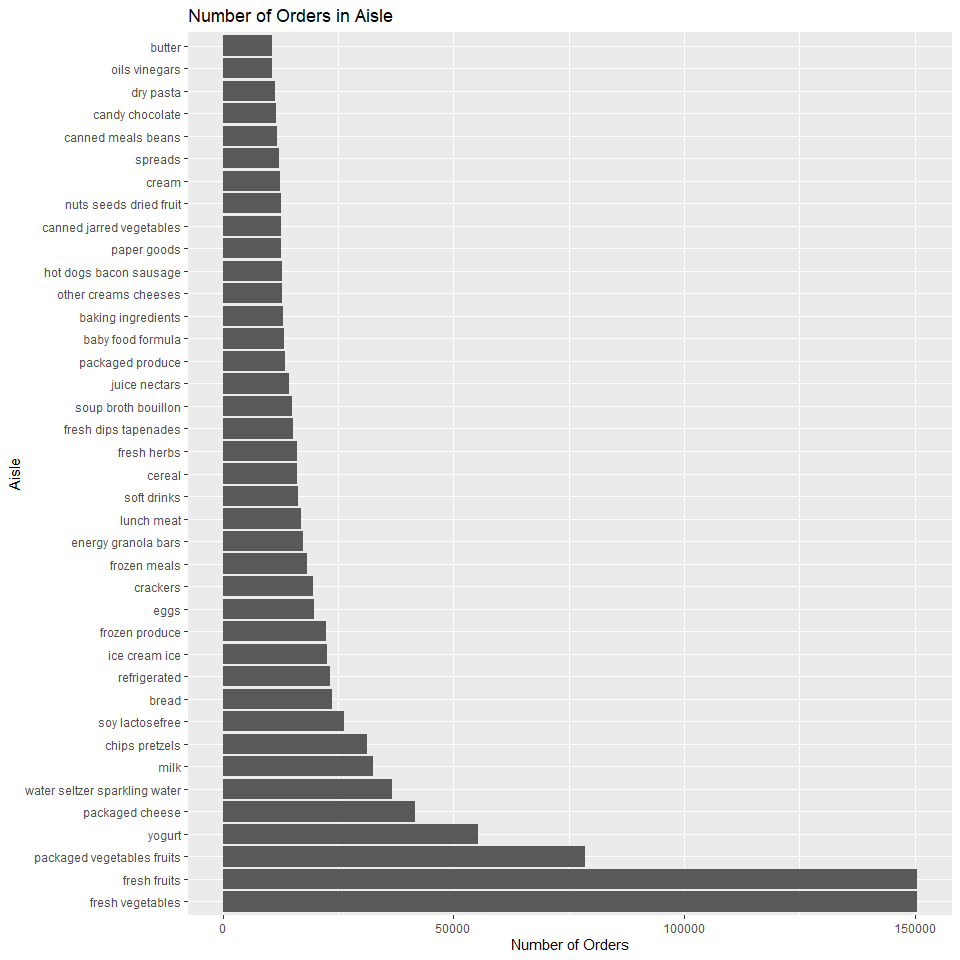 Number of Orders in Aisle
butter
oils vinegars
dry pasta
candy chocolate
canned meals beans
spreads
cream
nuts seeds dried fruit
canned jarred vegetables
paper goods
hot dogs bacon sausage
other creams cheeses
baking ingredients
baby food formula
packaged produce
juice nectars
soup broth bouillon
fresh dips tapenades
fresh herbs
cereal
soft drinks
lunch meat
energy granola bars
frozen meals
crackers
eggs
frozen produce
ice cream ice
refrigerated
bread
soy lactosefree
chips pretzels
milk
water seltzer sparkling water
packaged cheese
yogurt
packaged vegetables fruits
fresh fruits
fresh vegetables
Aisle
0 50000 100000 150000
Number of Orders